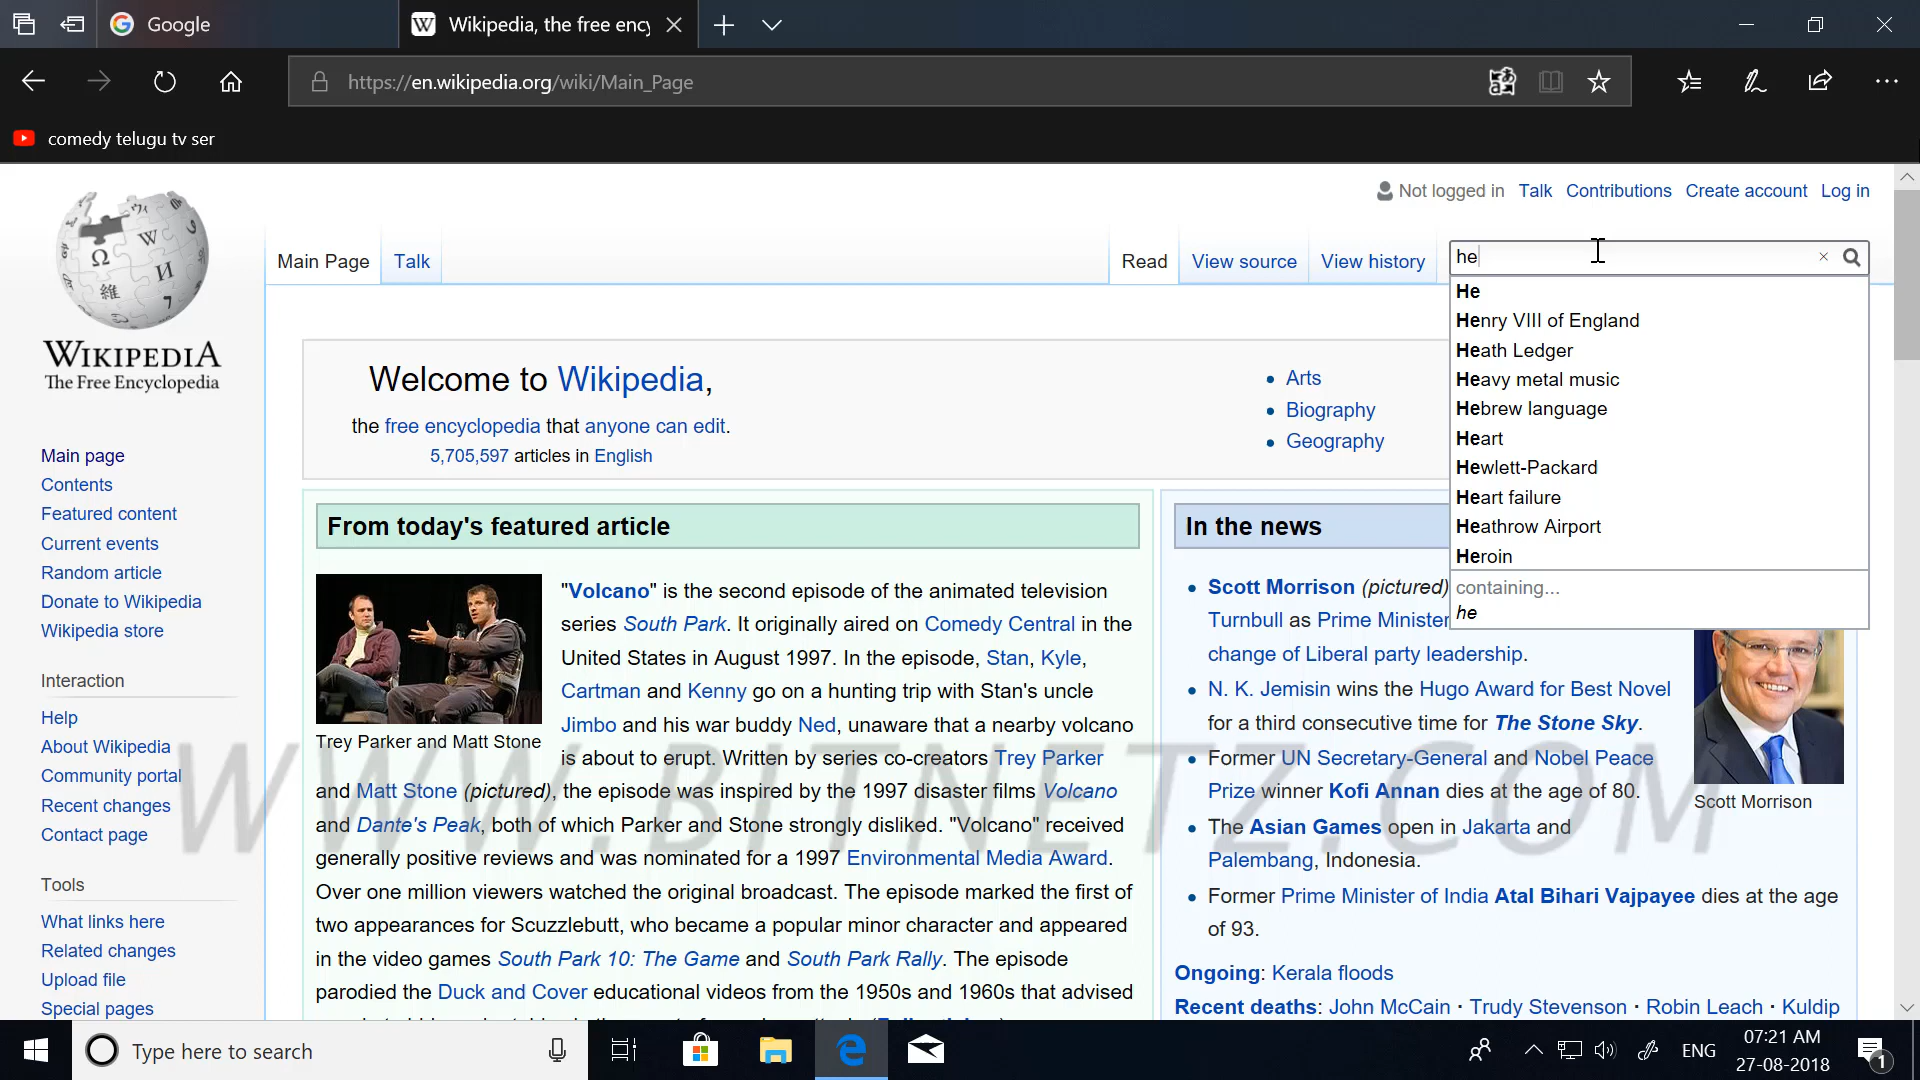 Google
Wikipedia, the free ency
https://en.wikipedia.org/wiki/Main_Page
comedy telugu tv ser
Not logged in Talk Contributions Create account Log in
Main Page Talk Read View source View history
he
He
Henry VIII of England
Heath Ledger
Heavy metal music
Hebrew language
Heart
Hewlett-Packard
Heart failure
Heathrow Airport
Heroin
containing...
he
WIKIPEDIA
The Free Encyclopedia
Main page
Contents
Featured content
Current events
Random article
Donate to Wikipedia
Wikipedia store
Interaction
Help
About Wikipedia
Community portal
Recent changes
Contact page
Tools
What links here
Related changes
Upload file
Special pages
Welcome to Wikipedia,
the free encyclopedia that anyone can edit.
5,705,597 articles in English
Arts
Biography
Geography
From today's featured article
Trey Parker and Matt Stone
"Volcano" is the second episode of the animated television
series South Park. It originally aired on Comedy Central in the
United States in August 1997. In the episode, Stan, Kyle,
Cartman and Kenny go on a hunting trip with Stan's uncle
Jimbo and his war buddy Ned, unaware that a nearby volcano
is about to erupt. Written by series co-creators Trey Parker
and Matt Stone (pictured), the episode was inspired by the 1997 disaster films Volcano
and Dante's Peak, both of which Parker and Stone strongly disliked. "Volcano" received
generally positive reviews and was nominated for a 1997 Environmental Media Award.
Over one million viewers watched the original broadcast. The episode marked the first of
two appearances for Scuzzlebutt, who became a popular minor character and appeared
in the video games South Park 10: The Game and South Park Rally. The episode
parodied the Duck and Cover educational videos from the 1950s and 1960s that advised
In the news
Scott Morrison (pictured)
Turnbull as Prime Minister
change of Liberal party leadership.
N. K. Jemisin wins the Hugo Award for Best Novel
for a third consecutive time for The Stone Sky.
Former UN Secretary-General and Nobel Peace
Prize winner Kofi Annan dies at the age of 80.
The Asian Games open in Jakarta and
Palembang, Indonesia.
Former Prime Minister of India Atal Bihari Vajpayee dies at the age
of 93.
Scott Morrison
Ongoing: Kerala floods
Recent deaths: John McCain · Trudy Stevenson · Robin Leach · Kuldip
WWW.BITNETZ.COM
Type here to search
ENG
07:21 AM
27-08-2018
1